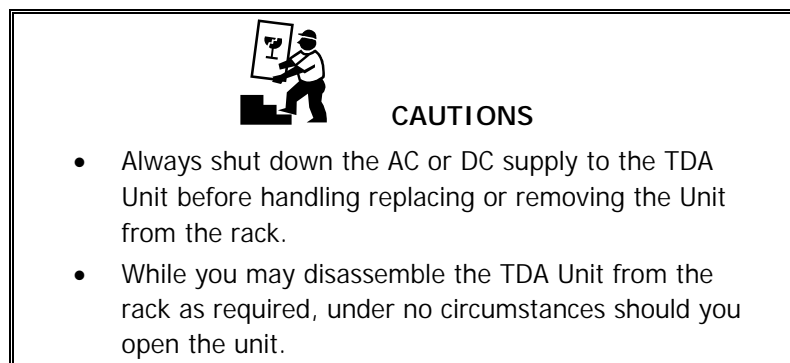 CAUTIONS
• Always shut down the AC or DC supply to the TDA
Unit before handling replacing or removing the Unit
from the rack.
• While you may disassemble the TDA Unit from the
rack as required, under no circumstances should you
open the unit.